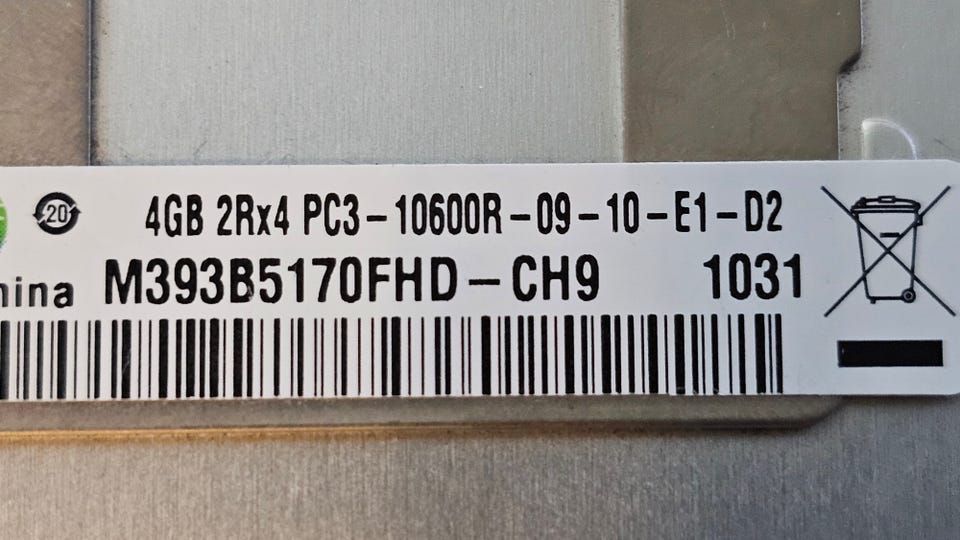 20 4GB 2Rx4 PC3-10600R-09-10-E1-D2
hina M393B5170FHD-CH9 1031